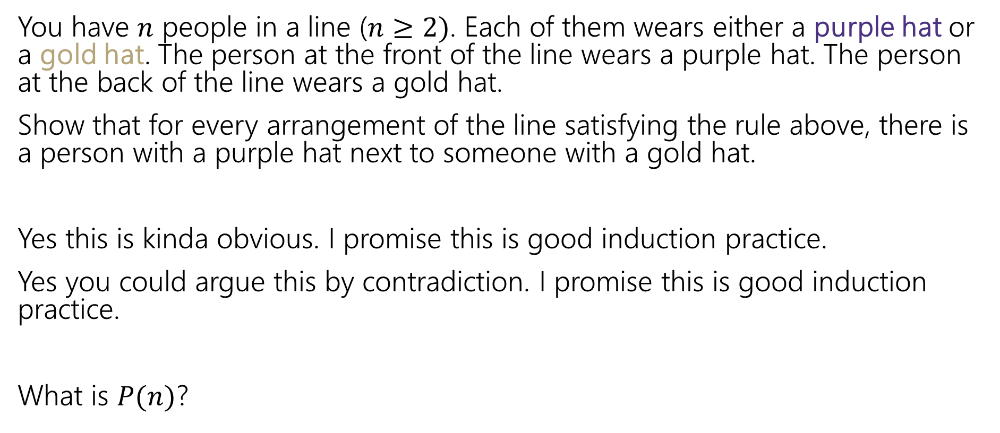 You have 𝑛 people in a line (𝑛 ≥ 2). Each of them wears either a purple hat or
a gold hat. The person at the front of the line wears a purple hat. The person
at the back of the line wears a gold hat.
Show that for every arrangement of the line satisfying the rule above, there is
a person with a purple hat next to someone with a gold hat.
Yes this is kinda obvious. I promise this is good induction practice.
Yes you could argue this by contradiction. I promise this is good induction
practice.
What is 𝑃(𝑛)?